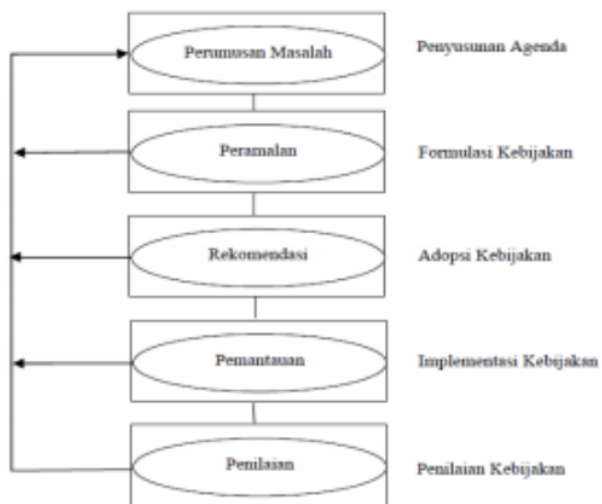 Perumusan Masalah
Penyusunan Agenda
Peramalan
Formulasi Kebijakan
Rekomendasi
Adopsi Kebijakan
Pemantauan
Implementasi Kebijakan
Penilaian
Penilaian Kebijakan